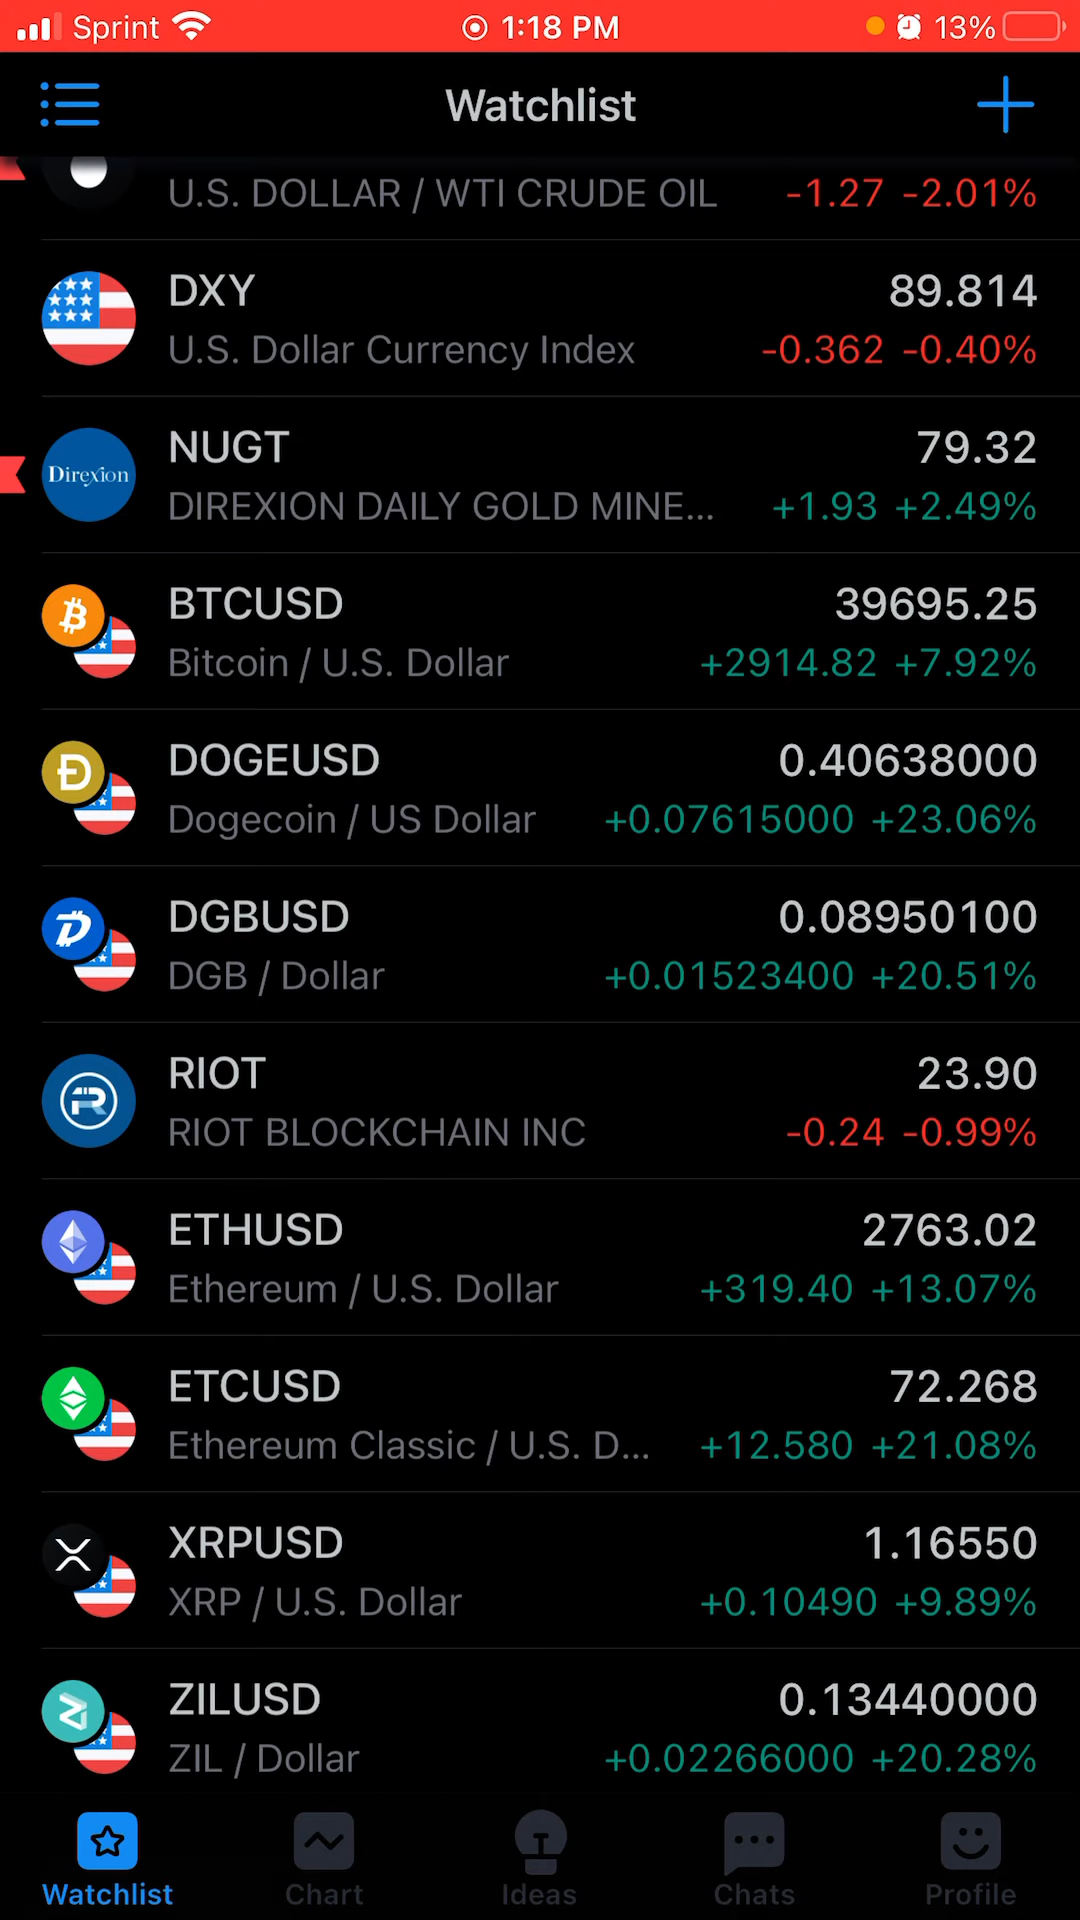 Sprint 1:18 PM 13%
Watchlist
U.S. DOLLAR / WTI CRUDE OIL -1.27 -2.01%
DXY 89.814
U.S. Dollar Currency Index -0.362 -0.40%
Direxion NUGT 79.32
DIREXION DAILY GOLD MINE... +1.93 +2.49%
BTCUSD 39695.25
Bitcoin / U.S. Dollar +2914.82 +7.92%
DOGEUSD 0.40638000
Dogecoin / US Dollar +0.07615000 +23.06%
DGBUSD 0.08950100
DGB / Dollar +0.01523400 +20.51%
RIOT 23.90
RIOT BLOCKCHAIN INC -0.24 -0.99%
ETHUSD 2763.02
Ethereum / U.S. Dollar +319.40 +13.07%
ETCUSD 72.268
Ethereum Classic / U.S. D... +12.580 +21.08%
XRPUSD 1.16550
XRP / U.S. Dollar +0.10490 +9.89%
ZILUSD 0.13440000
ZIL / Dollar +0.02266000 +20.28%
Watchlist Chart Ideas Chats Profile